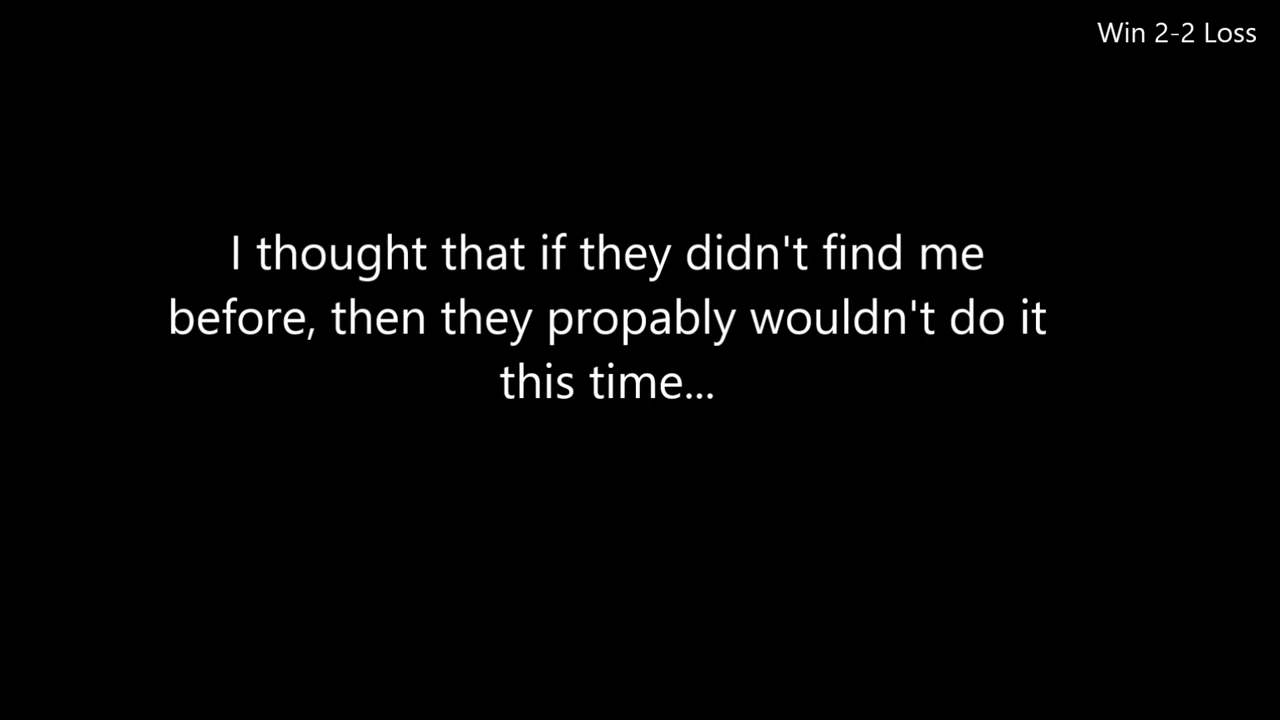 Win 2-2 Loss
I thought that if they didn't find me
before, then they propably wouldn't do it
this time...